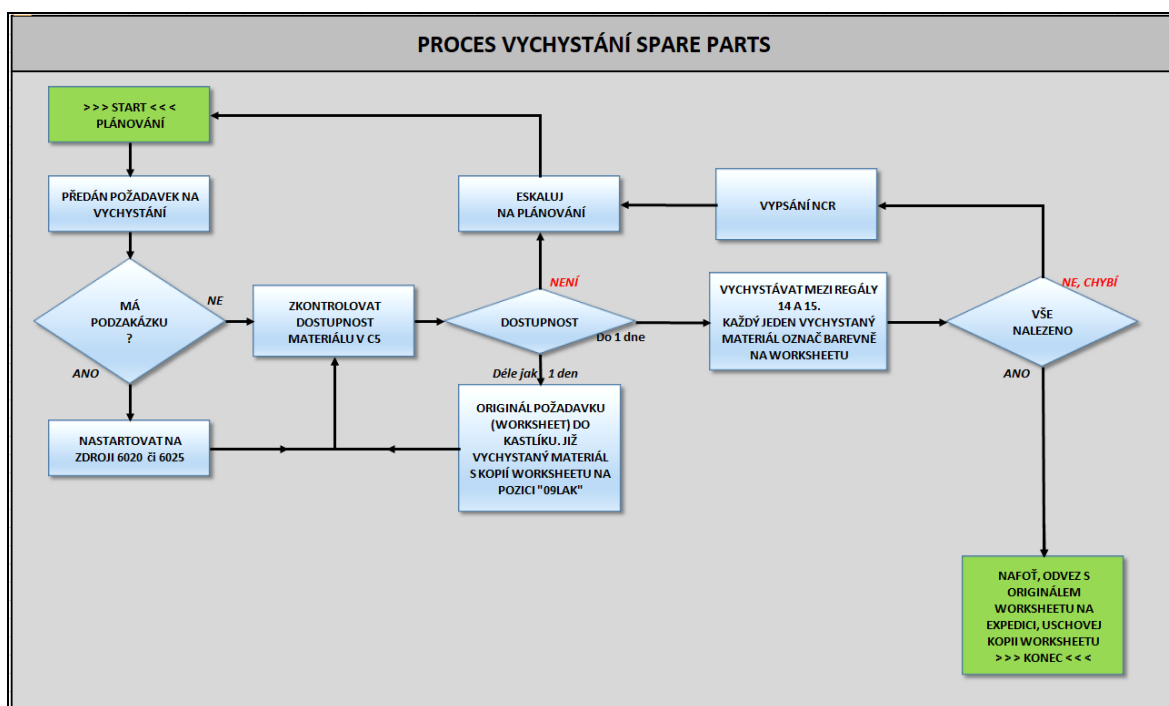 PROCES VYCHYSTÁNÍ SPARE PARTS
> > > START < < <
PLÁNOVÁNÍ
PŘEDÁN POŽADAVEK NA
VYCHYSTÁNÍ
MÁ
PODZAKÁZKU
?
NE
ANO
NASTARTOVAT NA
ZDROJI 6020 či 6025
ZKONTROLOVAT
DOSTUPNOST
MATERIÁLU V C5
ESKALUJ
NA PLÁNOVÁNÍ
NENÍ
DOSTUPNOST
Do 1 dne
Déle jak 1 den
ORIGINÁL POŽADAVKU
(WORKSHEET) DO
KASTLÍKU. JIŽ
VYCHYSTANÝ MATERIÁL
S KOPIÍ WORKSHEETU NA
POZICI "09LAK"
VYPSÁNÍ NCR
VYCHYSTÁVAT MEZI REGÁLY
14 A 15.
KAŽDÝ JEDEN VYCHYSTANÝ
MATERIÁL OZNAČ BAREVNĚ
NA WORKSHEETU
NE, CHYBÍ
VŠE
NALEZENO
ANO
NAFOŤ, ODVEZ S
ORIGINÁLEM
WORKSHEETU NA
EXPEDICI, USCHOVEJ
KOPII WORKSHEETU
> > > KONEC < < <